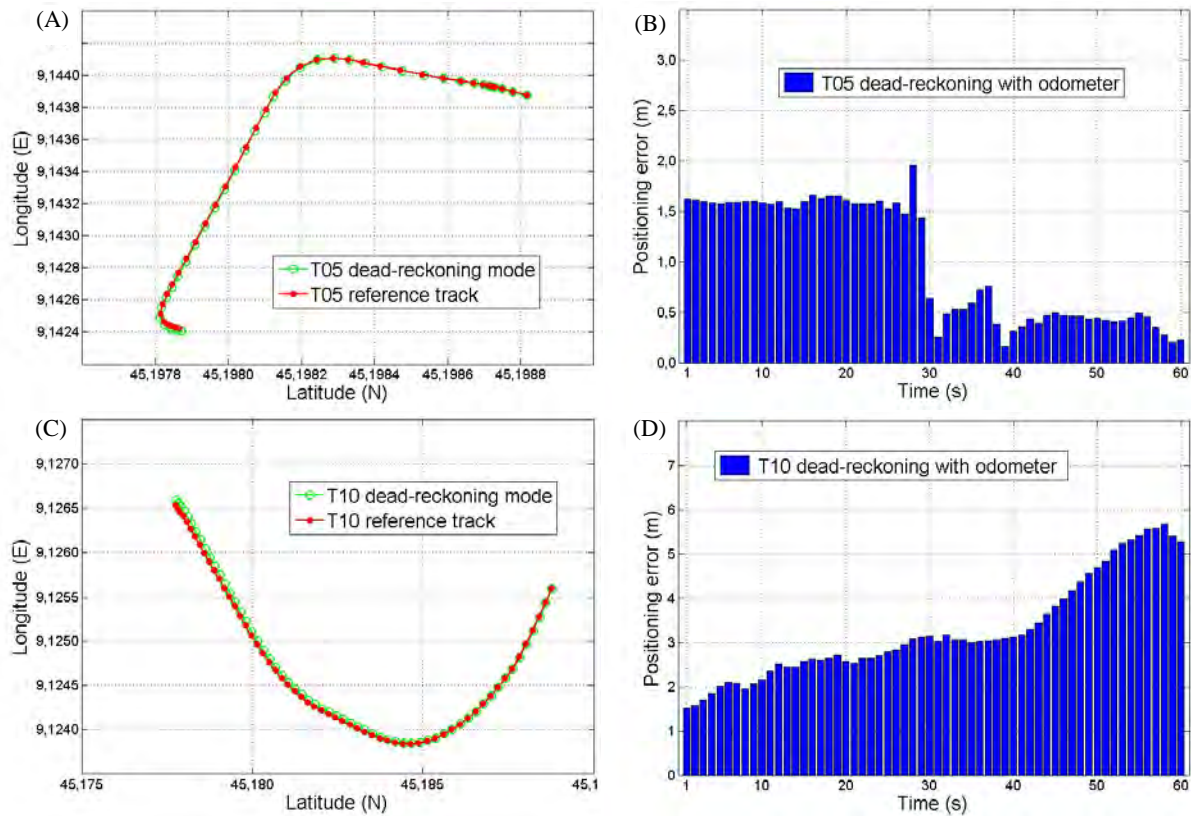 (A)
Longitude (E)
9,1440
9,1438
9,1436
9,1434
9,1432
9,1430
9,1428
9,1426
9,1424
T05 dead-reckoning mode
T05 reference track
45,1978 45,1980 45,1982 45,1984 45,1986 45,1988
Latitude (N)
(B)
Positioning error (m)
3,0
2,5
2,0
1,5
1,0
0,5
0,0
T05 dead-reckoning with odometer
1 10 20 30 40 50 60
Time (s)
(C)
Longitude (E)
9,1270
9,1265
9,1260
9,1255
9,1250
9,1245
9,1240
T10 dead-reckoning mode
T10 reference track
45,175 45,180 45,185 45,1
Latitude (N)
(D)
Positioning error (m)
7
6
5
4
3
2
1
0
T10 dead-reckoning with odometer
1 10 20 30 40 50 60
Time (s)